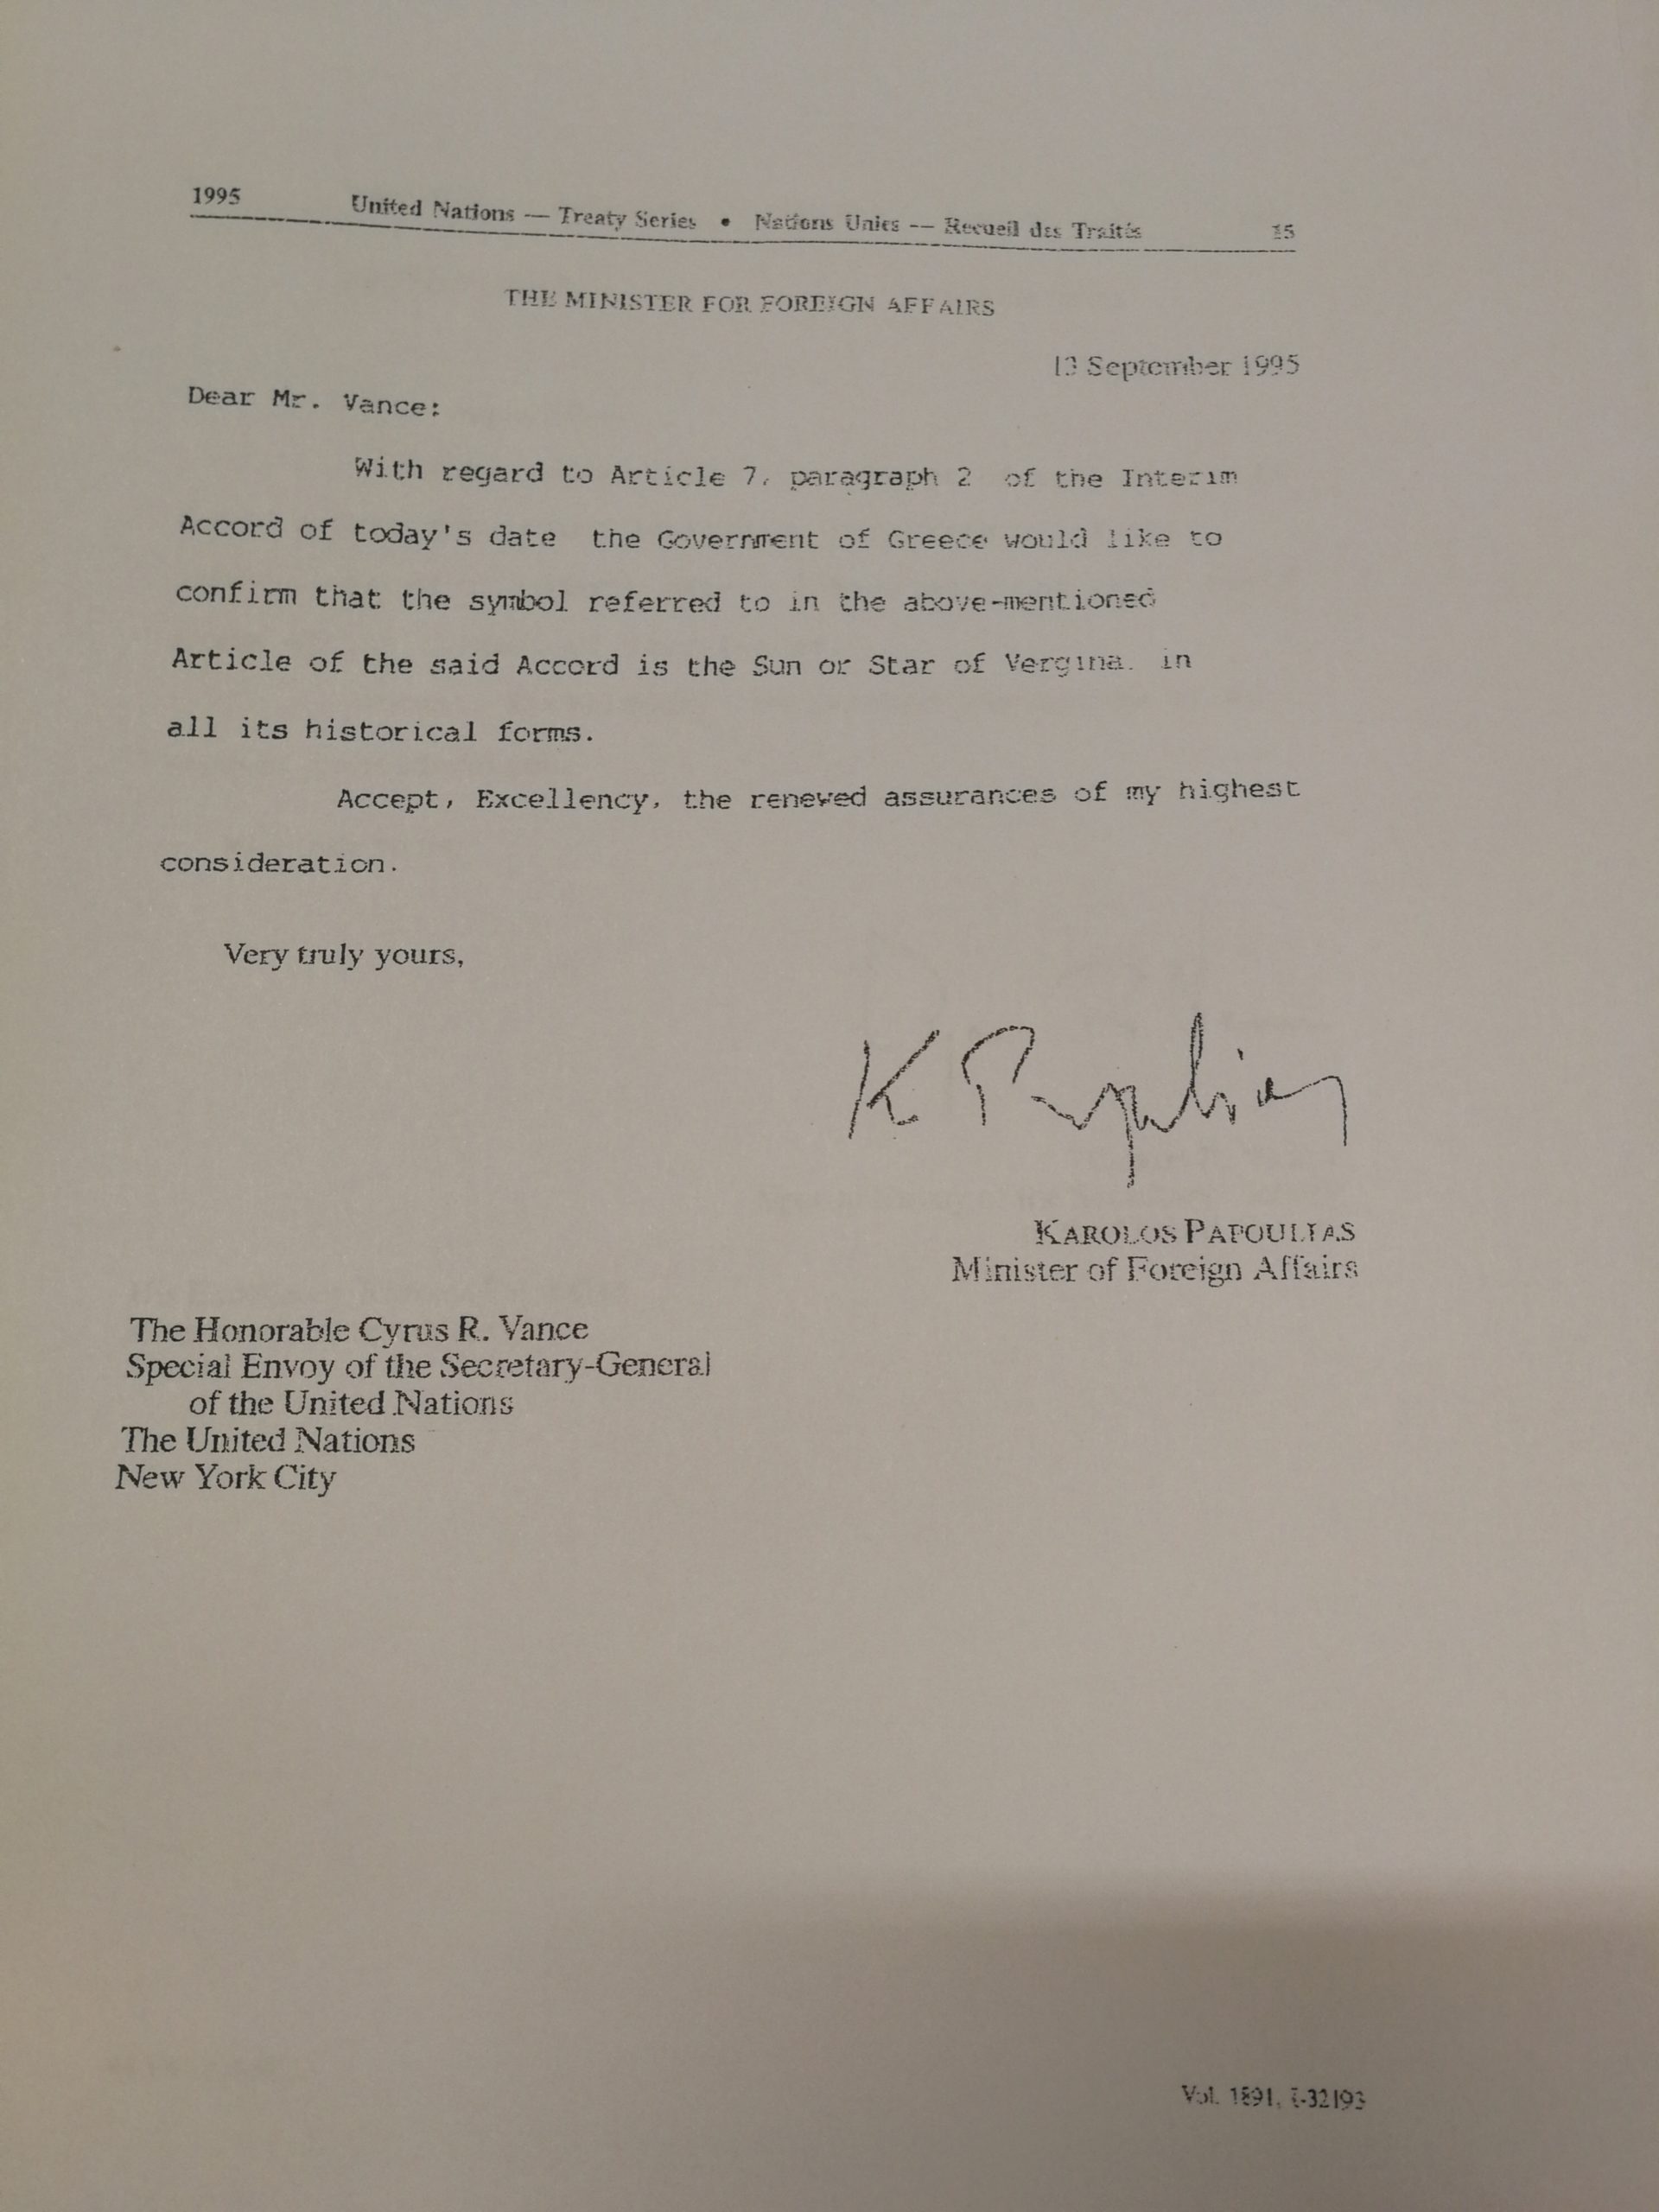 1995 United Nations — Treaty Series • Nations Unies — Recueil des Traités 15
THE MINISTER FOR FOREIGN AFFAIRS
13 September 1995
Dear Mr. Vance:
With regard to Article 7, paragraph 2 of the Interim
Accord of today's date the Government of Greece would like to
confirm that the symbol referred to in the above-mentioned
Article of the said Accord is the Sun or Star of Vergina, in
all its historical forms.
Accept, Excellency, the renewed assurances of my highest
consideration.
Very truly yours,
K Papoulias
KAROLOS PAPOULIAS
Minister of Foreign Affairs
The Honorable Cyrus R. Vance
Special Envoy of the Secretary-General
of the United Nations
The United Nations
New York City
Vol. 1891, I-32193